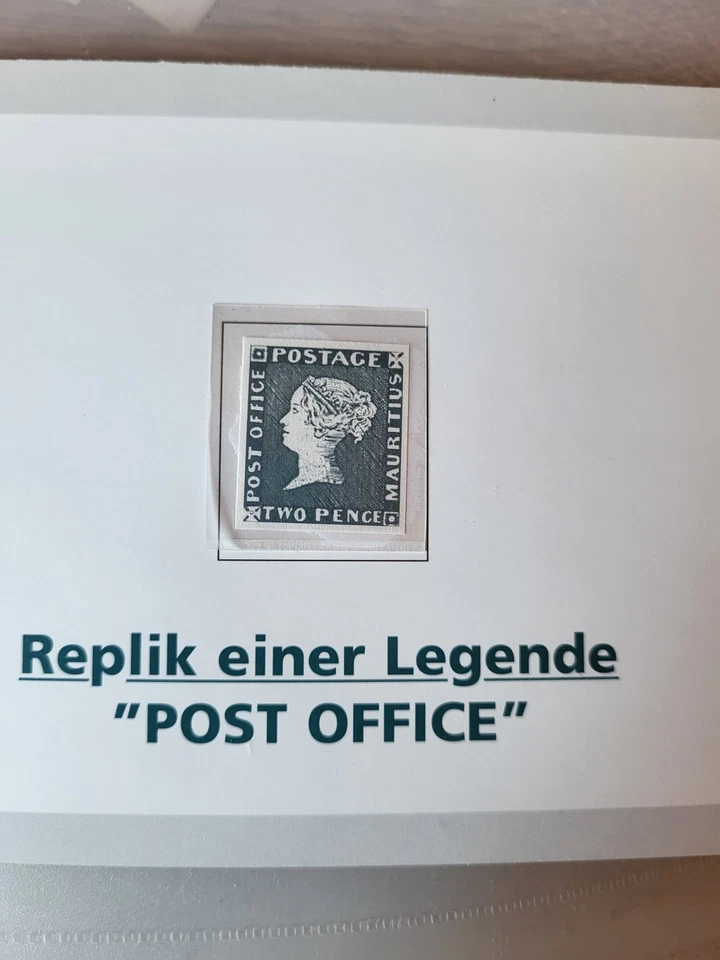 POSTAGE
POST OFFICE
MAURITIUS
TWO PENCE
Replik einer Legende
"POST OFFICE"